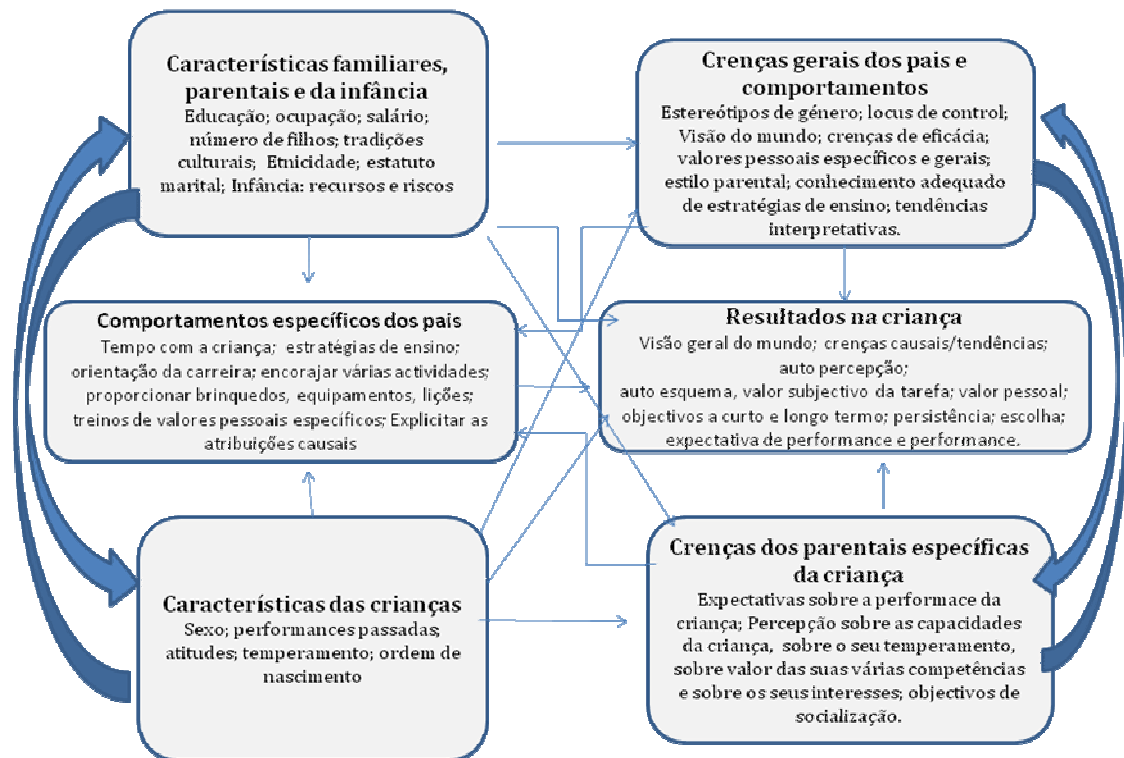 Características familiares,
parentais e da infância
Educação; ocupação; salário;
número de filhos; tradições
culturais; Etnicidade; estatuto
marital; Infância: recursos e riscos
Crenças gerais dos pais e
comportamentos
Estereótipos de género; locus de control;
Visão do mundo; crenças de eficácia;
valores pessoais específicos e gerais;
estilo parental; conhecimento adequado
de estratégias de ensino; tendências
interpretativas.
Comportamentos específicos dos pais
Tempo com a criança; estratégias de ensino;
orientação da carreira; encorajar várias actividades;
proporcionar brinquedos, equipamentos, lições;
treinos de valores pessoais específicos; Explicitar as
atribuições causais
Resultados na criança
Visão geral do mundo; crenças causais/tendências;
auto percepção;
auto esquema, valor subjectivo da tarefa; valor pessoal;
objectivos a curto e longo termo; persistência; escolha;
expectativa de performance e performance.
Características das crianças
Sexo; performances passadas;
atitudes; temperamento; ordem de
nascimento
Crenças dos parentais específicas
da criança
Expectativas sobre a performace da
criança; Percepção sobre as capacidades
da criança, sobre o seu temperamento,
sobre valor das suas várias competências
e sobre os seus interesses; objectivos de
socialização.